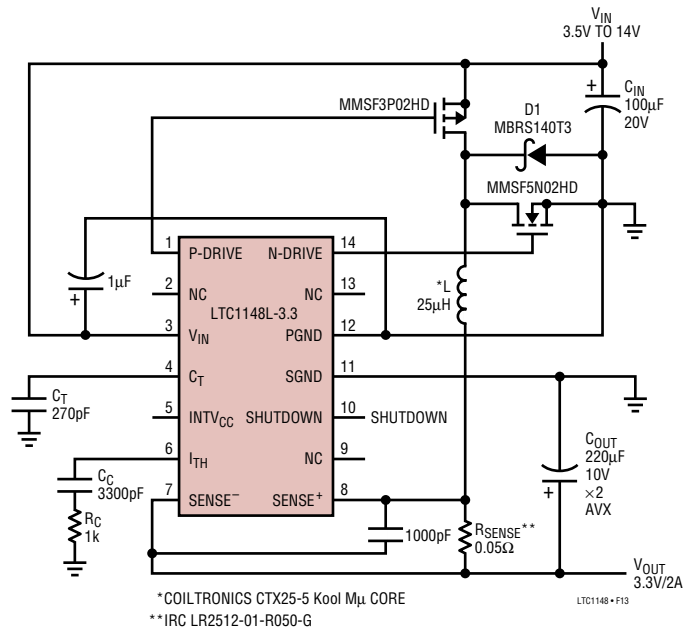 V_IN
3.5V TO 14V
MMSF3P02HD
+
C_IN
100µF
20V
D1
MBRS140T3
MMSF5N02HD
1µF
+
1 P-DRIVE N-DRIVE 14
2 NC NC 13
LTC1148L-3.3
3 V_IN PGND 12
4 C_T SGND 11
5 INTV_CC SHUTDOWN 10 SHUTDOWN
6 I_TH NC 9
7 SENSE⁻ SENSE⁺ 8
*L
25µH
C_T
270pF
C_C
3300pF
R_C
1k
1000pF
R_SENSE**
0.05Ω
C_OUT
220µF
10V
×2
AVX
+
V_OUT
3.3V/2A
*COILTRONICS CTX25-5 Kool Mµ CORE
**IRC LR2512-01-R050-G
LTC1148 • F13